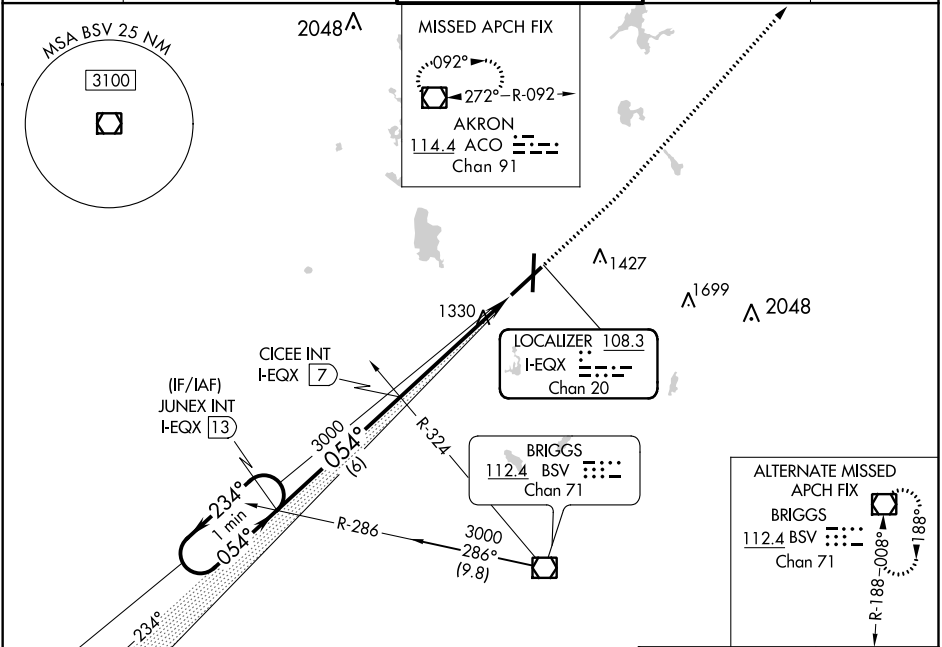 MSA BSV 25 NM
3100
2048
MISSED APCH FIX
092°
272°
R-092
AKRON
114.4 ACO
Chan 91
1427
1699
2048
1330
LOCALIZER 108.3
I-EQX
Chan 20
CICEE INT
I-EQX 7
(IF/IAF)
JUNEX INT
I-EQX 13
3000
054°
(6)
R-324
BRIGGS
112.4 BSV
Chan 71
234°
1 min
054°
R-286
3000
286°
(9.8)
234°
ALTERNATE MISSED
APCH FIX
BRIGGS
112.4 BSV
Chan 71
188°
R-188
008°